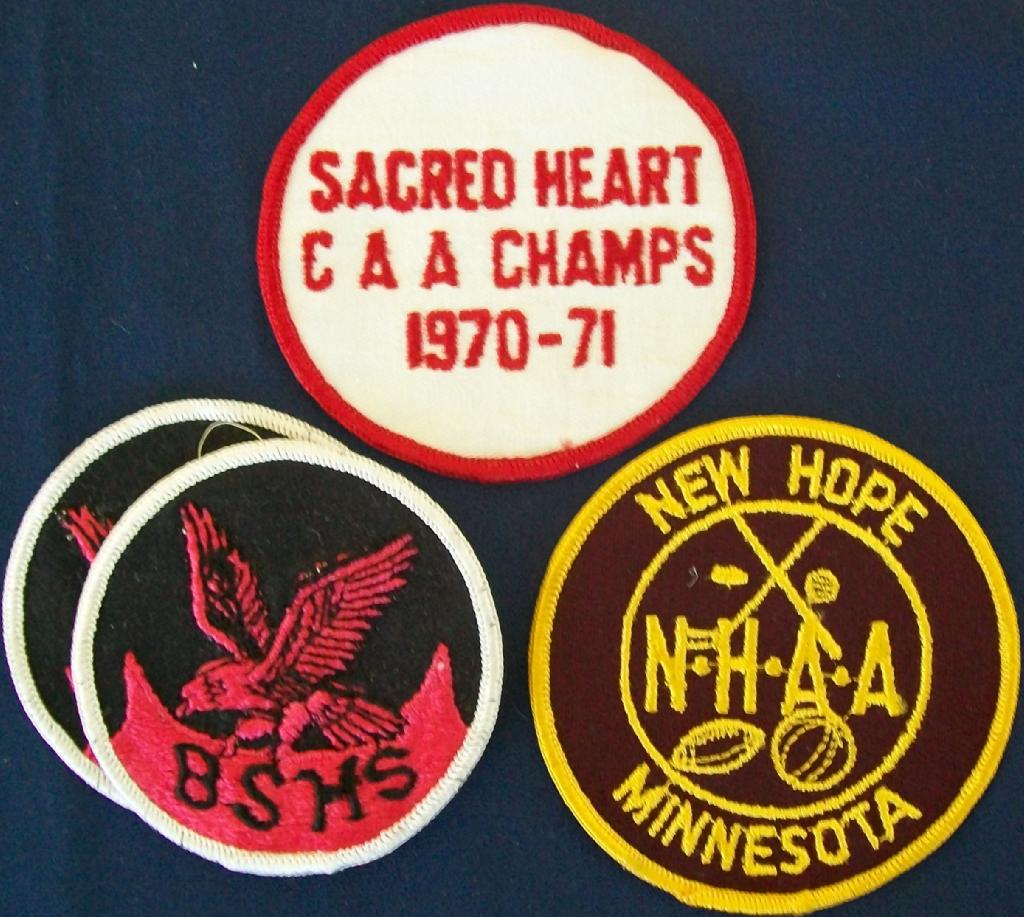 SACRED HEART
C A A CHAMPS
1970-71
BSHS
NEW HOPE
N·H·A·A
MINNESOTA